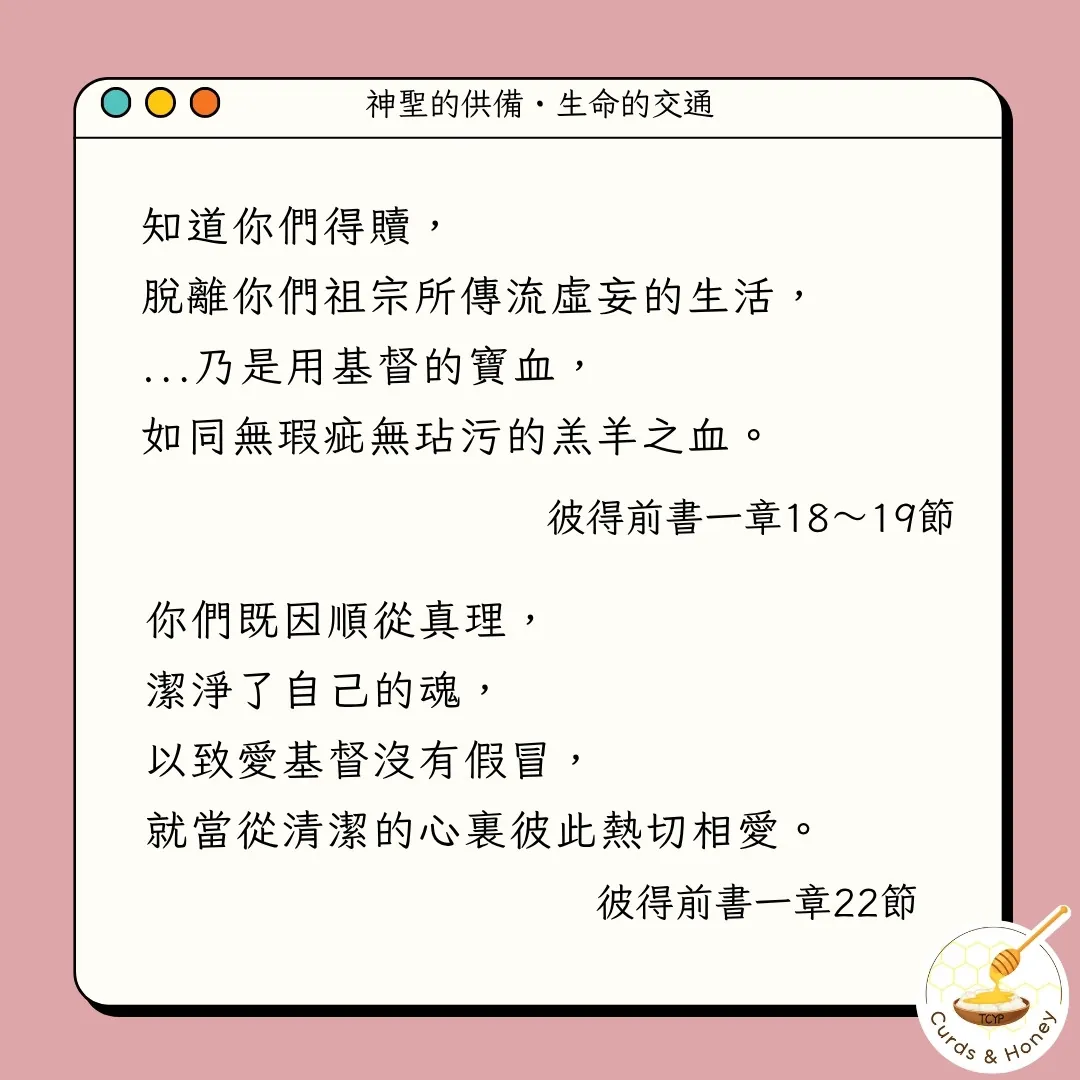 神聖的供備·生命的交通
知道你們得贖，
脫離你們祖宗所傳流虛妄的生活，
...乃是用基督的寶血，
如同無瑕疵無玷污的羔羊之血。
彼得前書一章18～19節
你們既因順從真理，
潔淨了自己的魂，
以致愛基督沒有假冒，
就當從清潔的心裏彼此熱切相愛。
彼得前書一章22節
TCYP
Curds & Honey